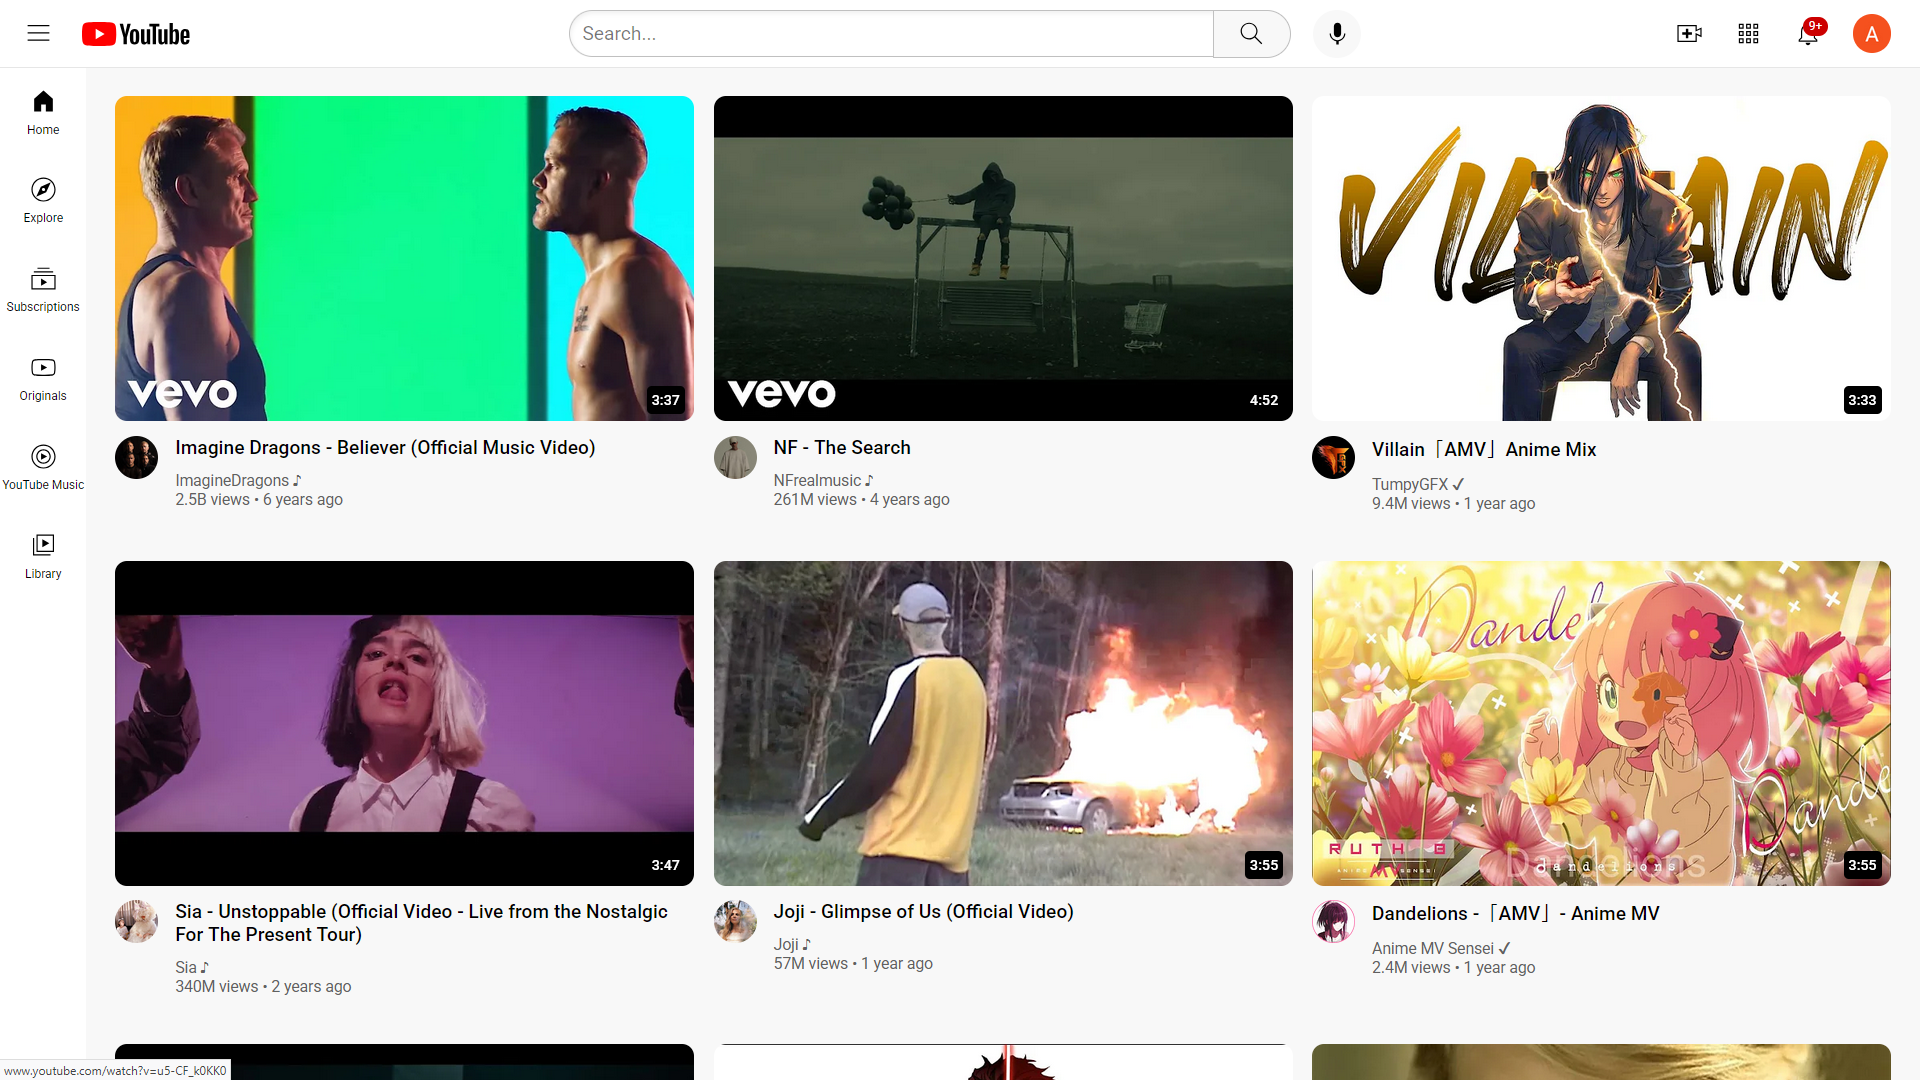 YouTube
Search...
9+
A
Home
Explore
Subscriptions
Originals
YouTube Music
Library
vevo
3:37
vevo
4:52
VILLAIN
3:33
Imagine Dragons - Believer (Official Music Video)
ImagineDragons ♪
2.5B views • 6 years ago
NF - The Search
NFrealmusic ♪
261M views • 4 years ago
Villain「AMV」Anime Mix
TumpyGFX ✓
9.4M views • 1 year ago
3:47
3:55
Dandel
Dande
RUTH B
Dandelions
dandelions
3:55
Sia - Unstoppable (Official Video - Live from the Nostalgic
For The Present Tour)
Sia ♪
340M views • 2 years ago
Joji - Glimpse of Us (Official Video)
Joji ♪
57M views • 1 year ago
Dandelions -「AMV」- Anime MV
Anime MV Sensei ✓
2.4M views • 1 year ago
www.youtube.com/watch?v=u5-CF_k0KK0